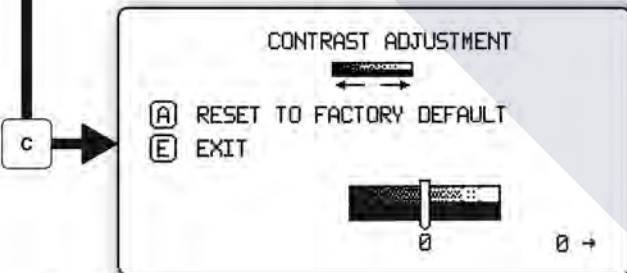 CONTRAST ADJUSTMENT
A RESET TO FACTORY DEFAULT
C
E EXIT
0
0 →